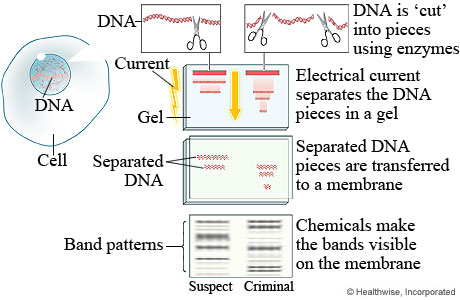 DNA
DNA is ‘cut’
into pieces
using enzymes
Current
DNA
Gel
Electrical current
separates the DNA
pieces in a gel
Cell
Separated
DNA
Separated DNA
pieces are transferred
to a membrane
Band patterns
Chemicals make
the bands visible
on the membrane
Suspect
Criminal
© Healthwise, Incorporated